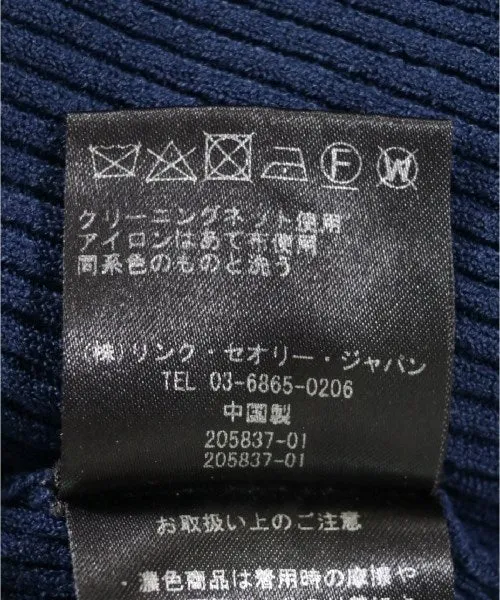 F W
クリーニングネット使用
アイロンはあて布使用
同系色のものと洗う
(株)リンク・セオリー・ジャパン
TEL 03-6865-0206
中国製
205837-01
205837-01
お取扱い上のご注意
・濃色商品は着用時の摩擦や